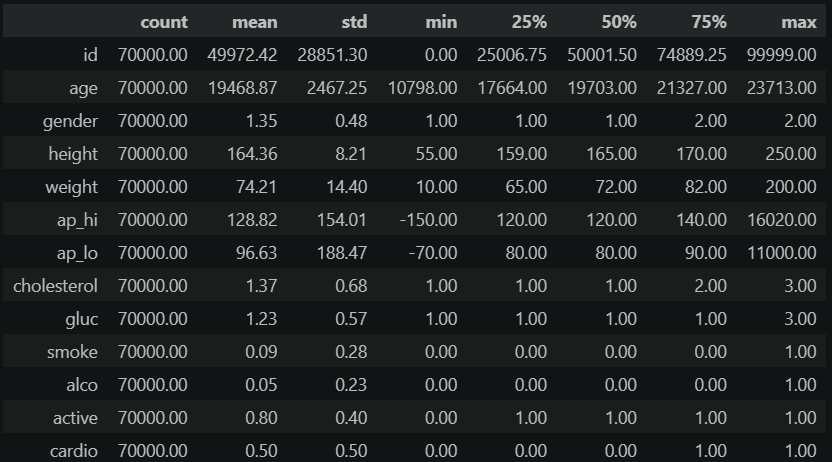 count mean std min 25% 50% 75% max
id 70000.00 49972.42 28851.30 0.00 25006.75 50001.50 74889.25 99999.00
age 70000.00 19468.87 2467.25 10798.00 17664.00 19703.00 21327.00 23713.00
gender 70000.00 1.35 0.48 1.00 1.00 1.00 2.00 2.00
height 70000.00 164.36 8.21 55.00 159.00 165.00 170.00 250.00
weight 70000.00 74.21 14.40 10.00 65.00 72.00 82.00 200.00
ap_hi 70000.00 128.82 154.01 -150.00 120.00 120.00 140.00 16020.00
ap_lo 70000.00 96.63 188.47 -70.00 80.00 80.00 90.00 11000.00
cholesterol 70000.00 1.37 0.68 1.00 1.00 1.00 2.00 3.00
gluc 70000.00 1.23 0.57 1.00 1.00 1.00 1.00 3.00
smoke 70000.00 0.09 0.28 0.00 0.00 0.00 0.00 1.00
alco 70000.00 0.05 0.23 0.00 0.00 0.00 0.00 1.00
active 70000.00 0.80 0.40 0.00 1.00 1.00 1.00 1.00
cardio 70000.00 0.50 0.50 0.00 0.00 0.00 1.00 1.00